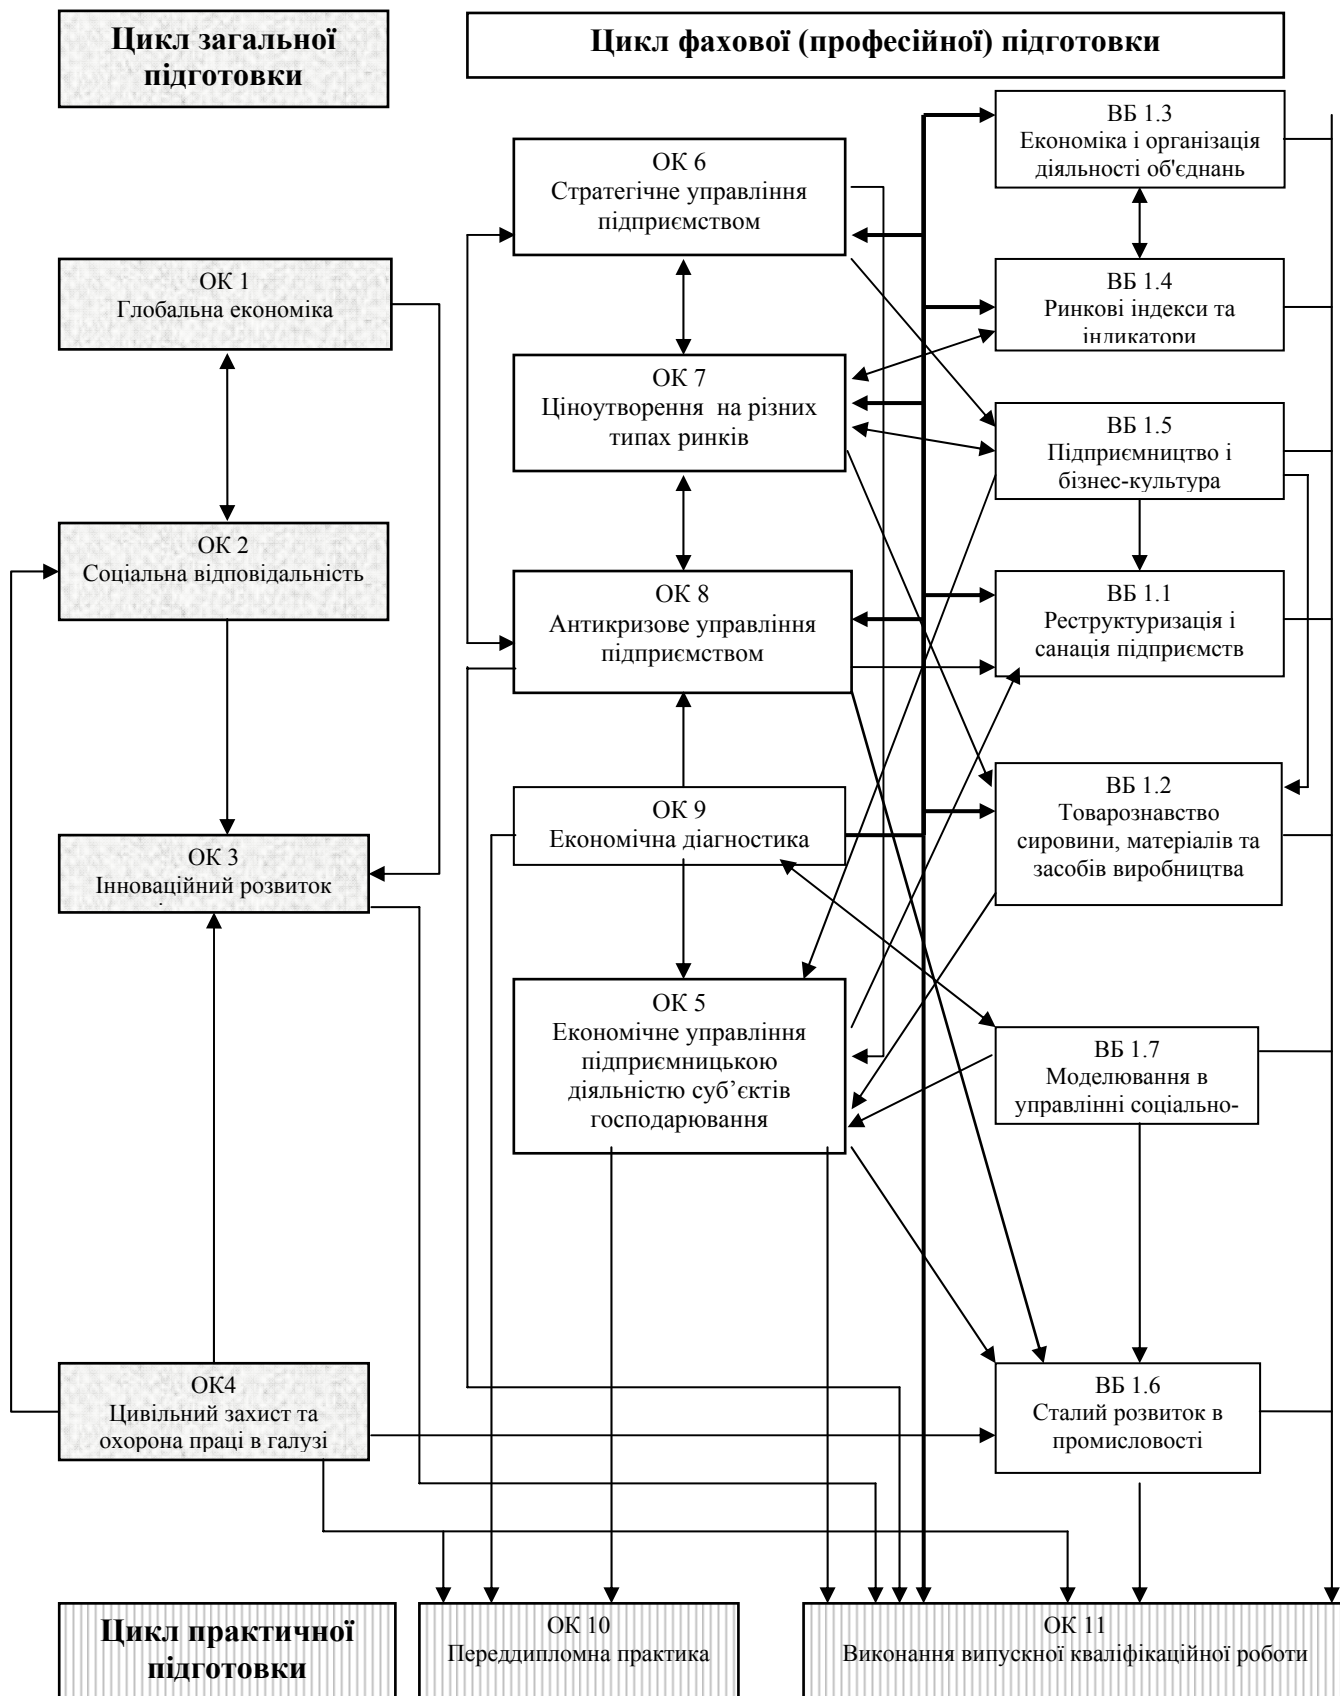 Цикл загальної
підготовки
Цикл фахової (професійної) підготовки
ВБ 1.3
Економіка і організація
діяльності об'єднань
ОК 6
Стратегічне управління
підприємством
ОК 1
Глобальна економіка
ВБ 1.4
Ринкові індекси та
індикатори
ОК 7
Ціноутворення на різних
типах ринків
ВБ 1.5
Підприємництво і
бізнес-культура
ОК 2
Соціальна відповідальність
ОК 8
Антикризове управління
підприємством
ВБ 1.1
Реструктуризація і
санація підприємств
ВБ 1.2
Товарознавство
сировини, матеріалів та
засобів виробництва
ОК 9
Економічна діагностика
ОК 3
Інноваційний розвиток
ОК 5
Економічне управління
підприємницькою
діяльністю суб’єктів
господарювання
ВБ 1.7
Моделювання в
управлінні соціально-
ОК4
Цивільний захист та
охорона праці в галузі
ВБ 1.6
Сталий розвиток в
промисловості
Цикл практичної
підготовки
ОК 10
Переддипломна практика
ОК 11
Виконання випускної кваліфікаційної роботи